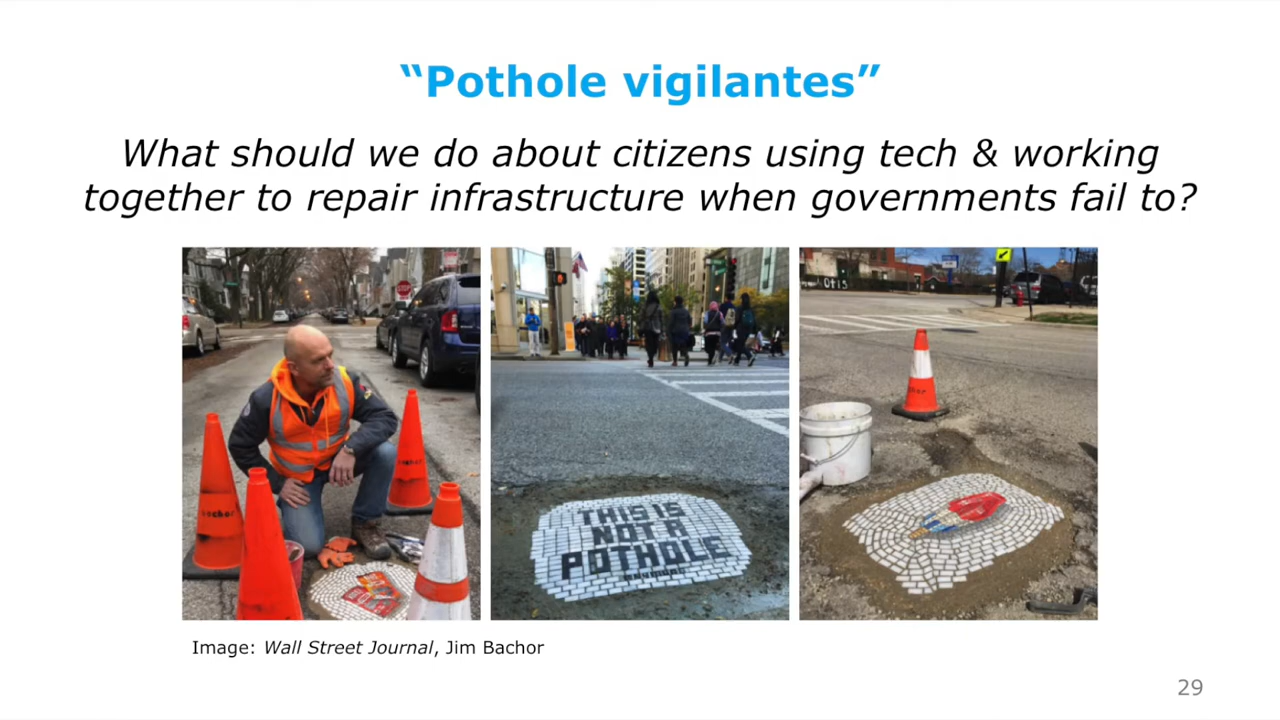 “Pothole vigilantes”
What should we do about citizens using tech & working
together to repair infrastructure when governments fail to?
THIS IS
NOT A
POTHOLE
Image: Wall Street Journal, Jim Bachor
29